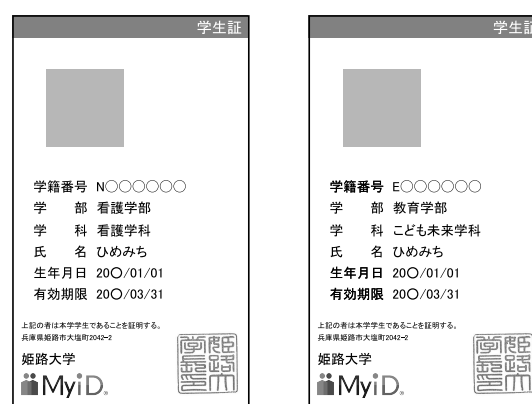 学生証
学籍番号 N○○○○○○
学　部 看護学部
学　科 看護学科
氏　名 ひめみち
生年月日 20○/01/01
有効期限 20○/03/31
上記の者は本学学生であることを証明する。
兵庫県姫路市大塩町2042-2
姫路大学
MyiD.
学生証
学籍番号 E○○○○○○
学　部 教育学部
学　科 こども未来学科
氏　名 ひめみち
生年月日 20○/01/01
有効期限 20○/03/31
上記の者は本学学生であることを証明する。
兵庫県姫路市大塩町2042-2
姫路大学
MyiD.